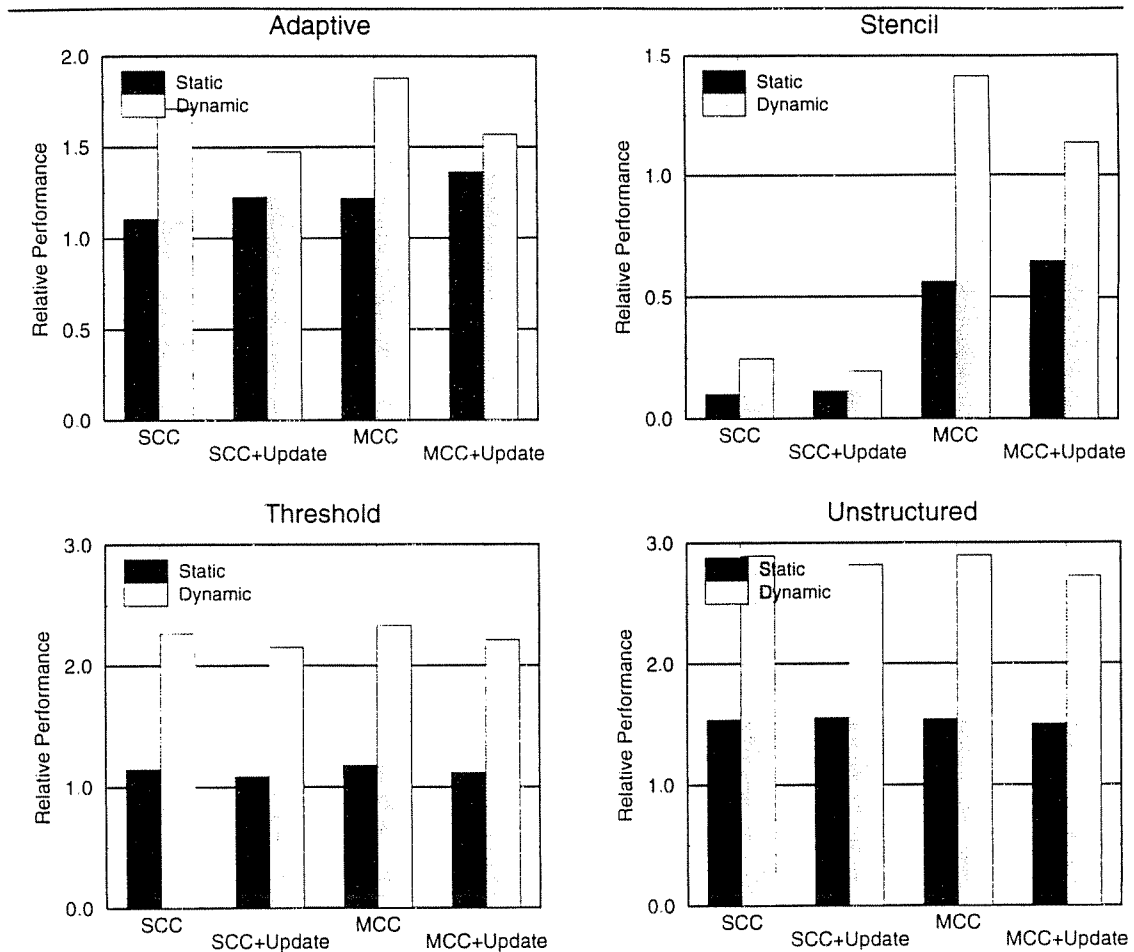 Adaptive
Relative Performance
2.0
1.5
1.0
0.5
0.0
Static
Dynamic
SCC
SCC+Update
MCC
MCC+Update
Stencil
Relative Performance
1.5
1.0
0.5
0.0
Static
Dynamic
SCC
SCC+Update
MCC
MCC+Update
Threshold
Relative Performance
3.0
2.0
1.0
0.0
Static
Dynamic
SCC
SCC+Update
MCC
MCC+Update
Unstructured
Relative Performance
3.0
2.0
1.0
0.0
Static
Dynamic
SCC
SCC+Update
MCC
MCC+Update